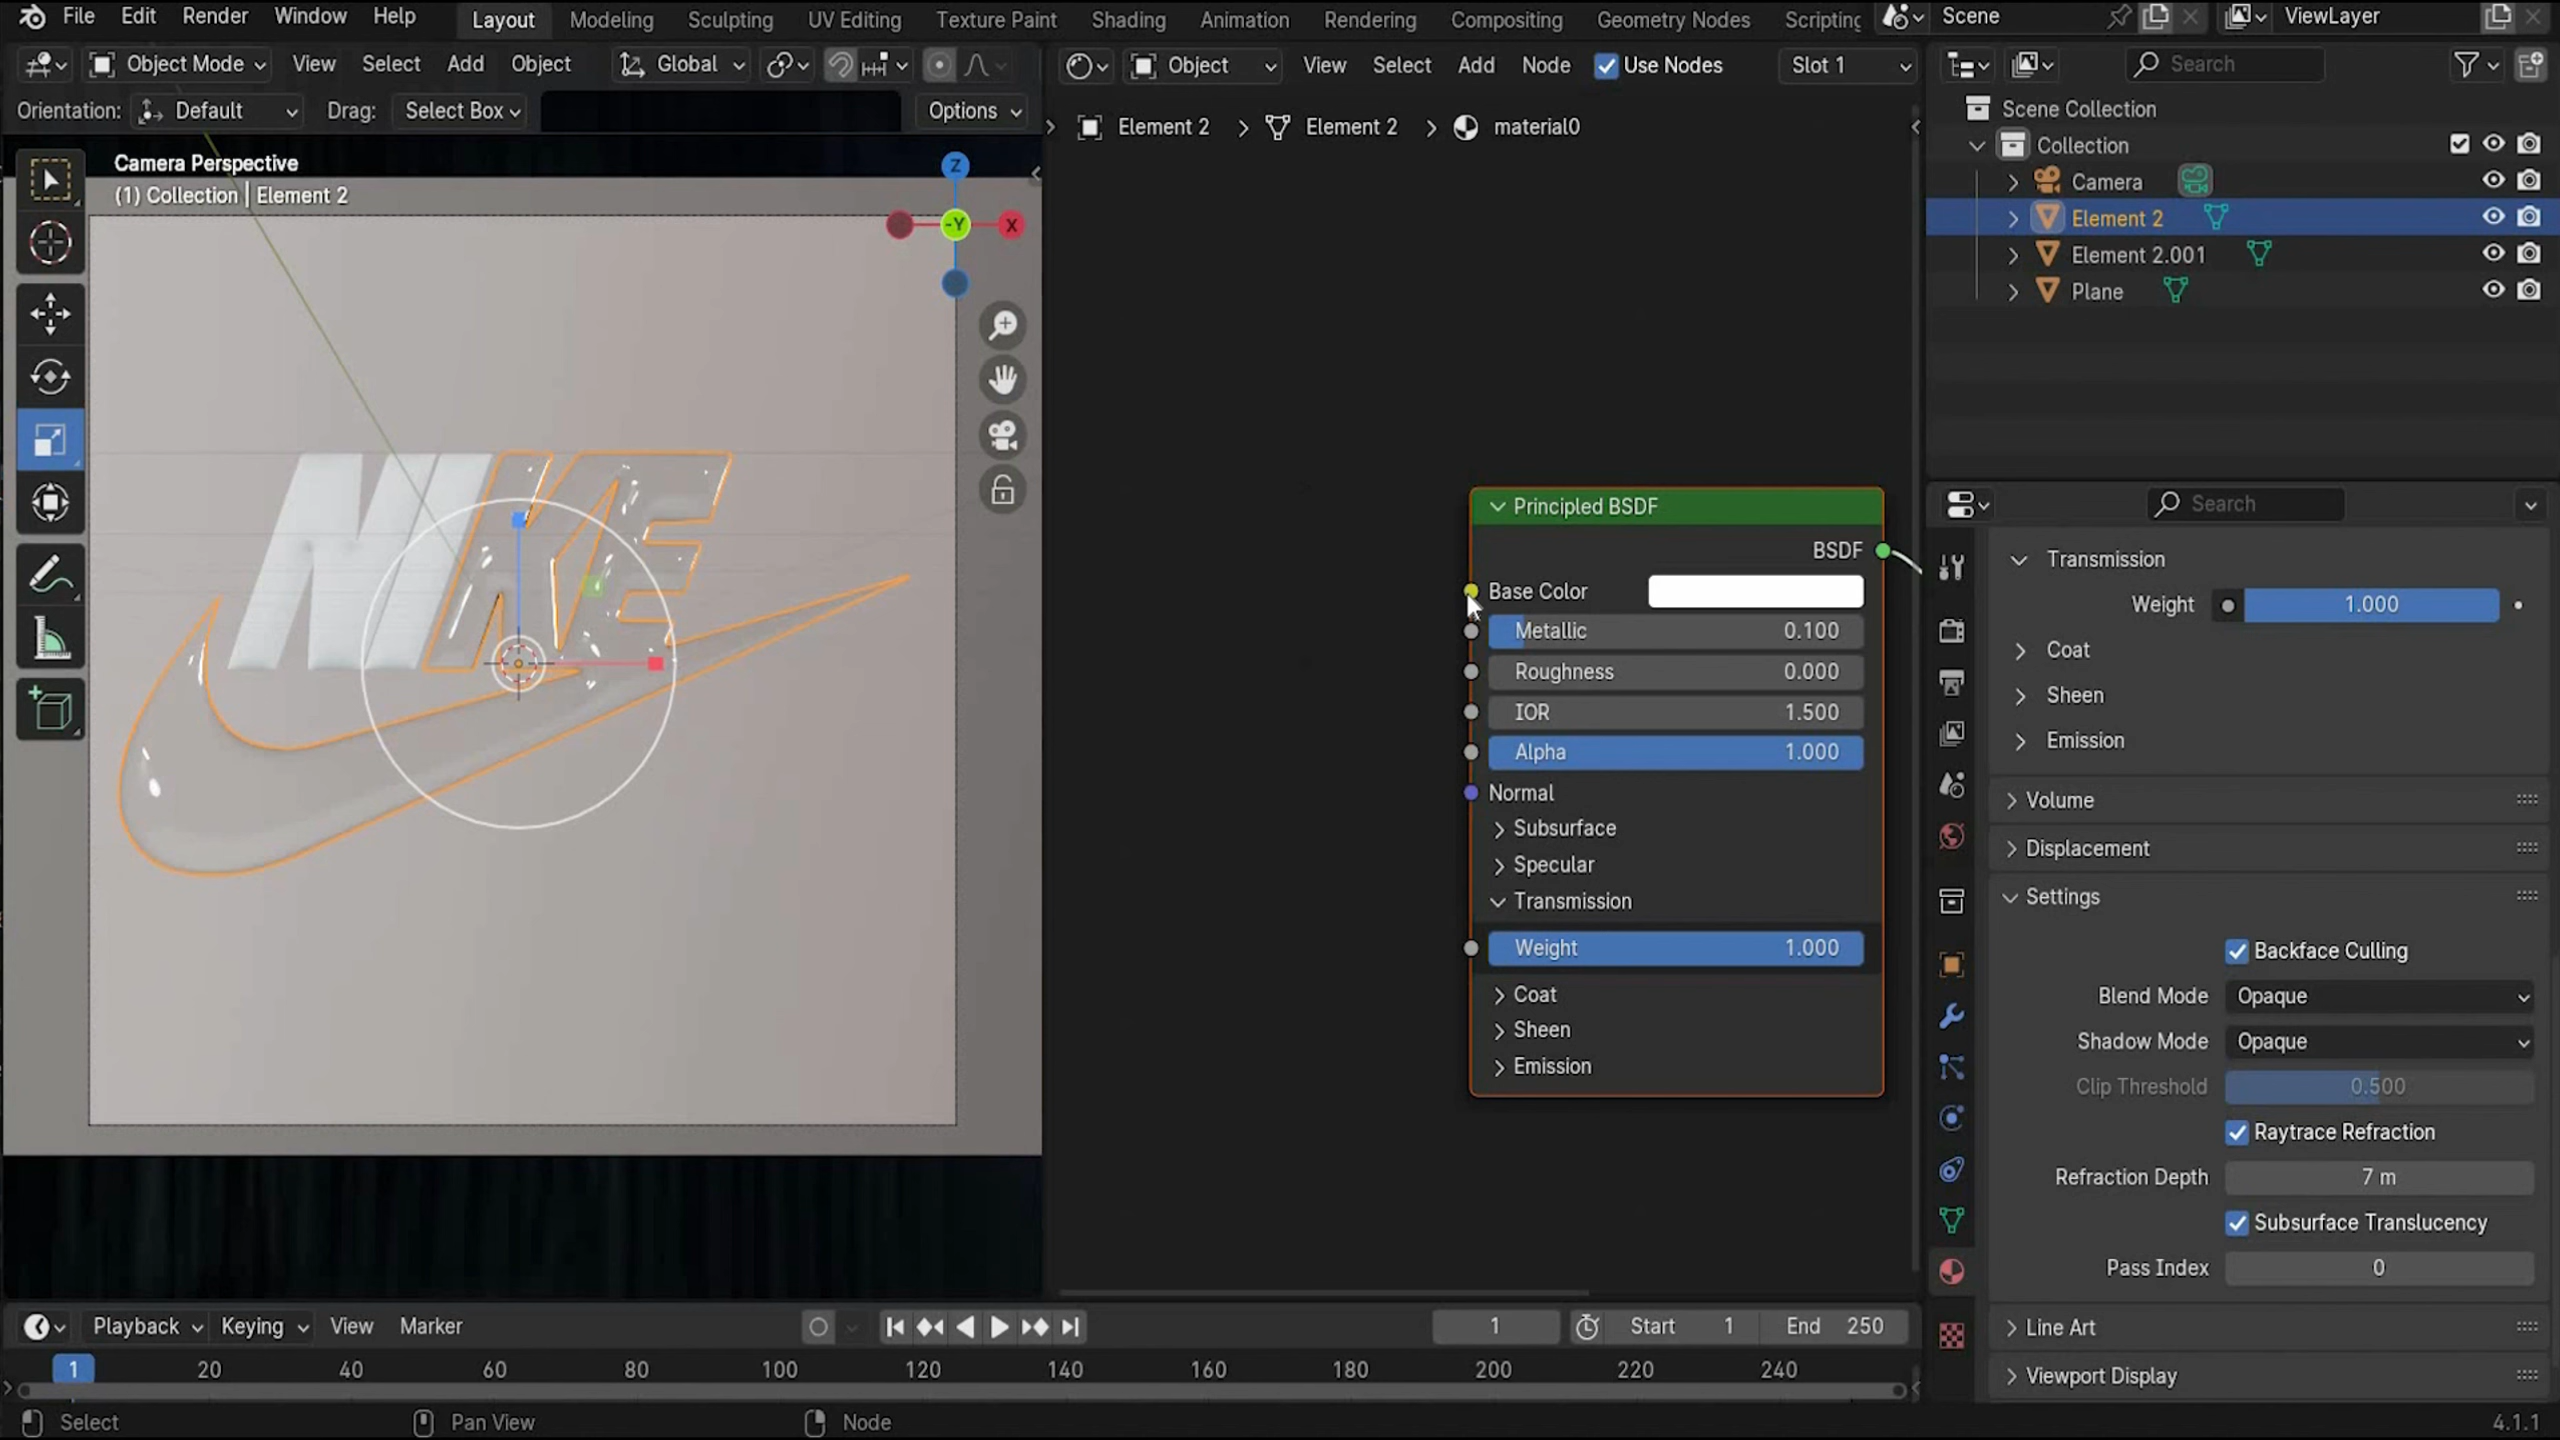 File Edit Render Window Help Layout Modeling Sculpting UV Editing Texture Paint Shading Animation Rendering Compositing Geometry Nodes Scripting Scene ViewLayer
Object Mode View Select Add Object Global Object View Select Add Node Use Nodes Slot 1 Search
Orientation: Default Drag: Select Box Options
Element 2 > Element 2 > material0
Camera Perspective
(1) Collection | Element 2
Z
-Y
X
NIKE
Principled BSDF
BSDF
Base Color
Metallic 0.100
Roughness 0.000
IOR 1.500
Alpha 1.000
Normal
Subsurface
Specular
Transmission
Weight 1.000
Coat
Sheen
Emission
Scene Collection
Collection
Camera
Element 2
Element 2.001
Plane
Search
Transmission
Weight 1.000
Coat
Sheen
Emission
Volume
Displacement
Settings
Backface Culling
Blend Mode Opaque
Shadow Mode Opaque
Clip Threshold 0.500
Raytrace Refraction
Refraction Depth 7 m
Subsurface Translucency
Pass Index 0
Line Art
Viewport Display
Playback Keying View Marker 1 Start 1 End 250
1 20 40 60 80 100 120 140 160 180 200 220 240
Select Pan View Node 4.1.1